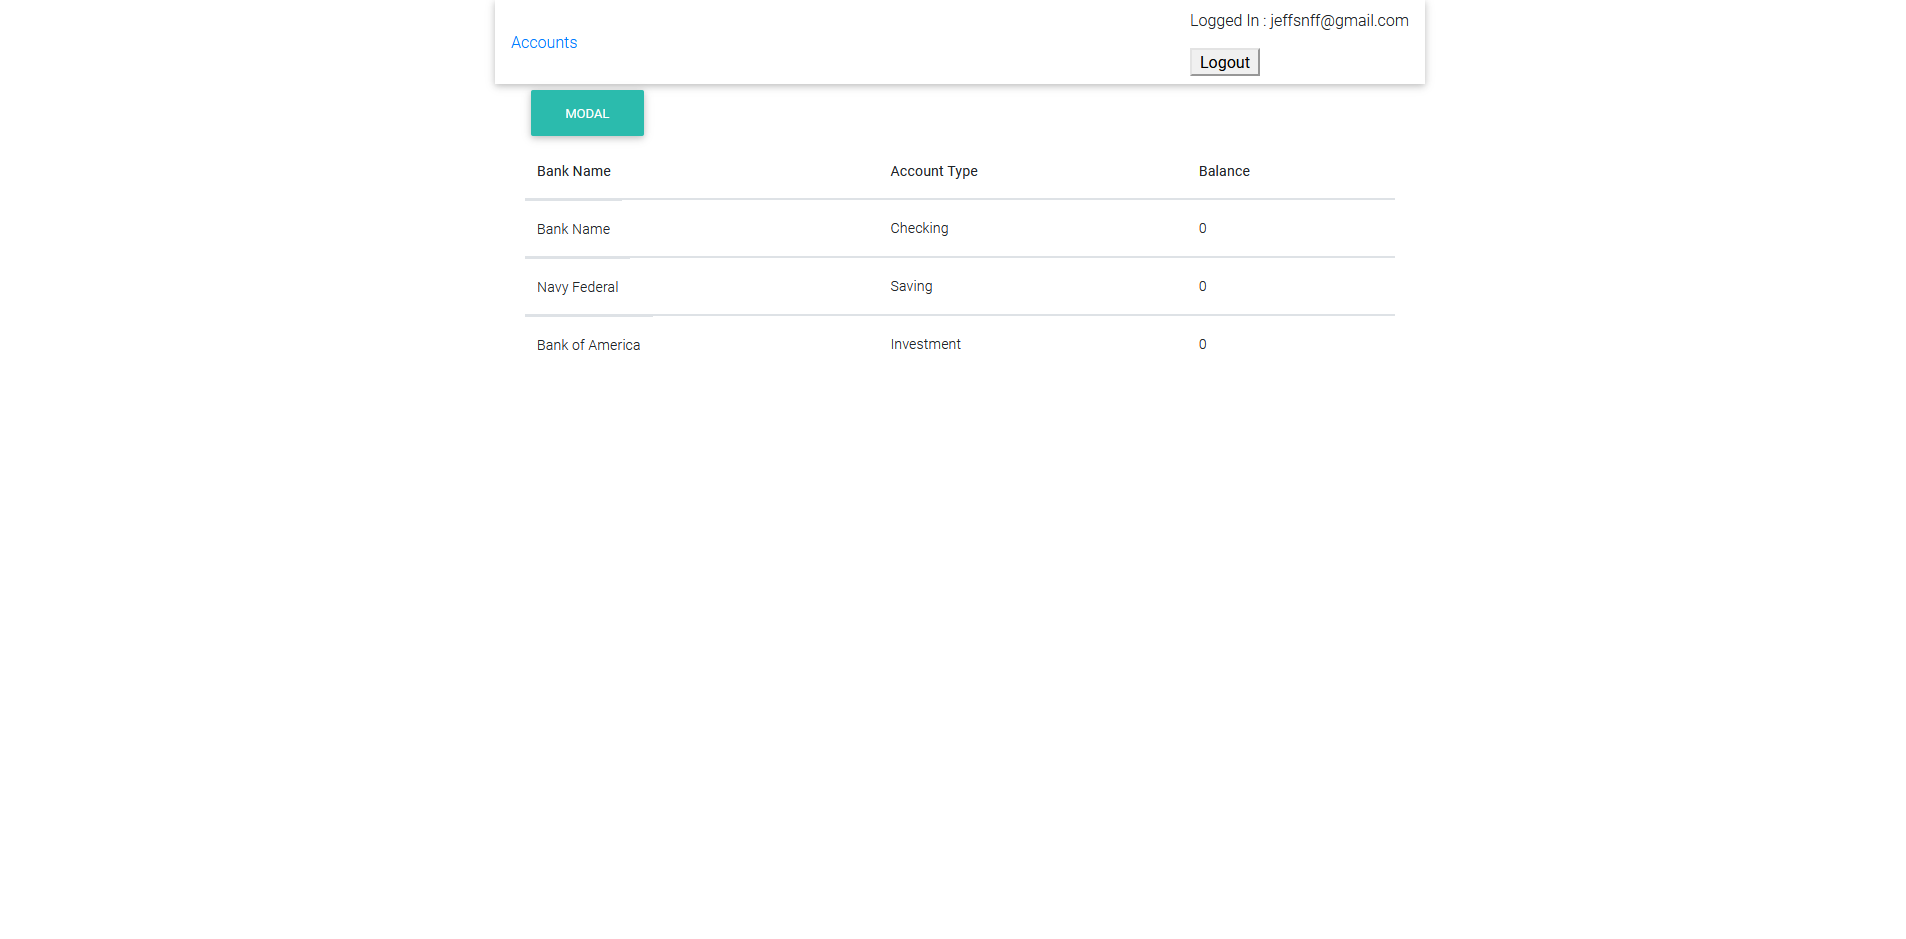 Logged In : jeffsnff@gmail.com
Accounts
Logout
MODAL
Bank Name Account Type Balance
Bank Name Checking 0
Navy Federal Saving 0
Bank of America Investment 0